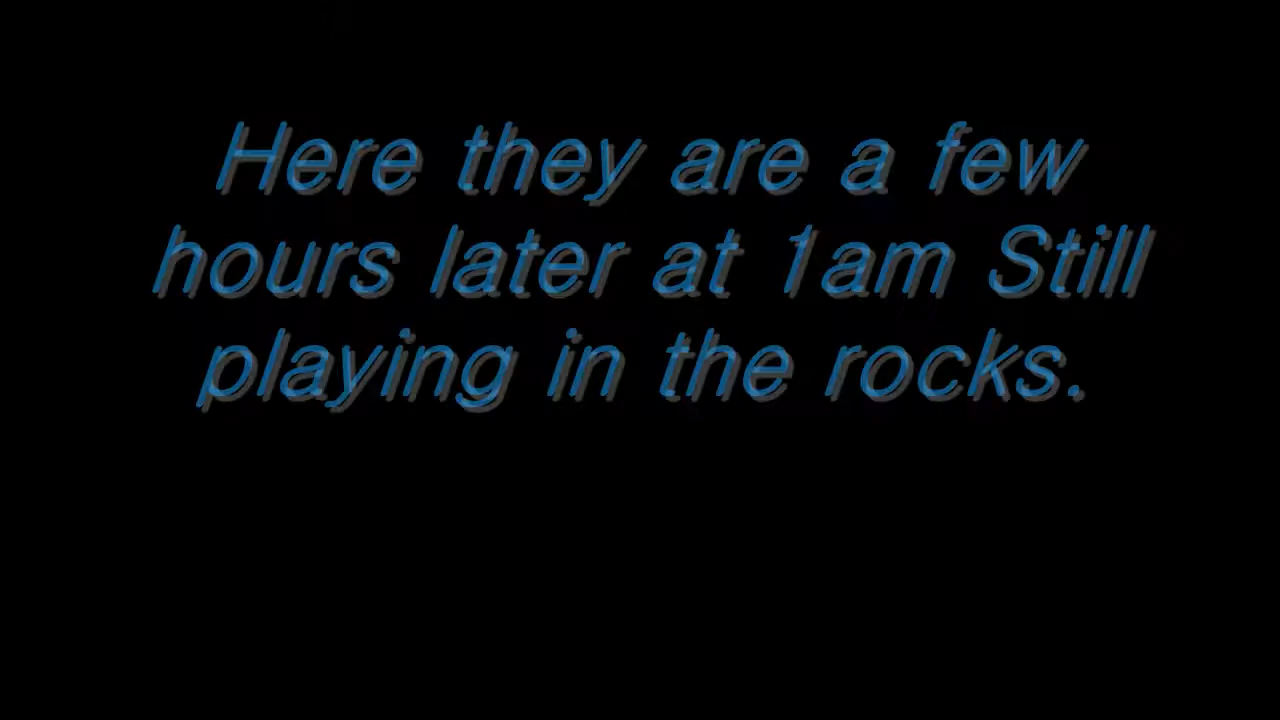 Here they are a few
hours later at 1am Still
playing in the rocks.